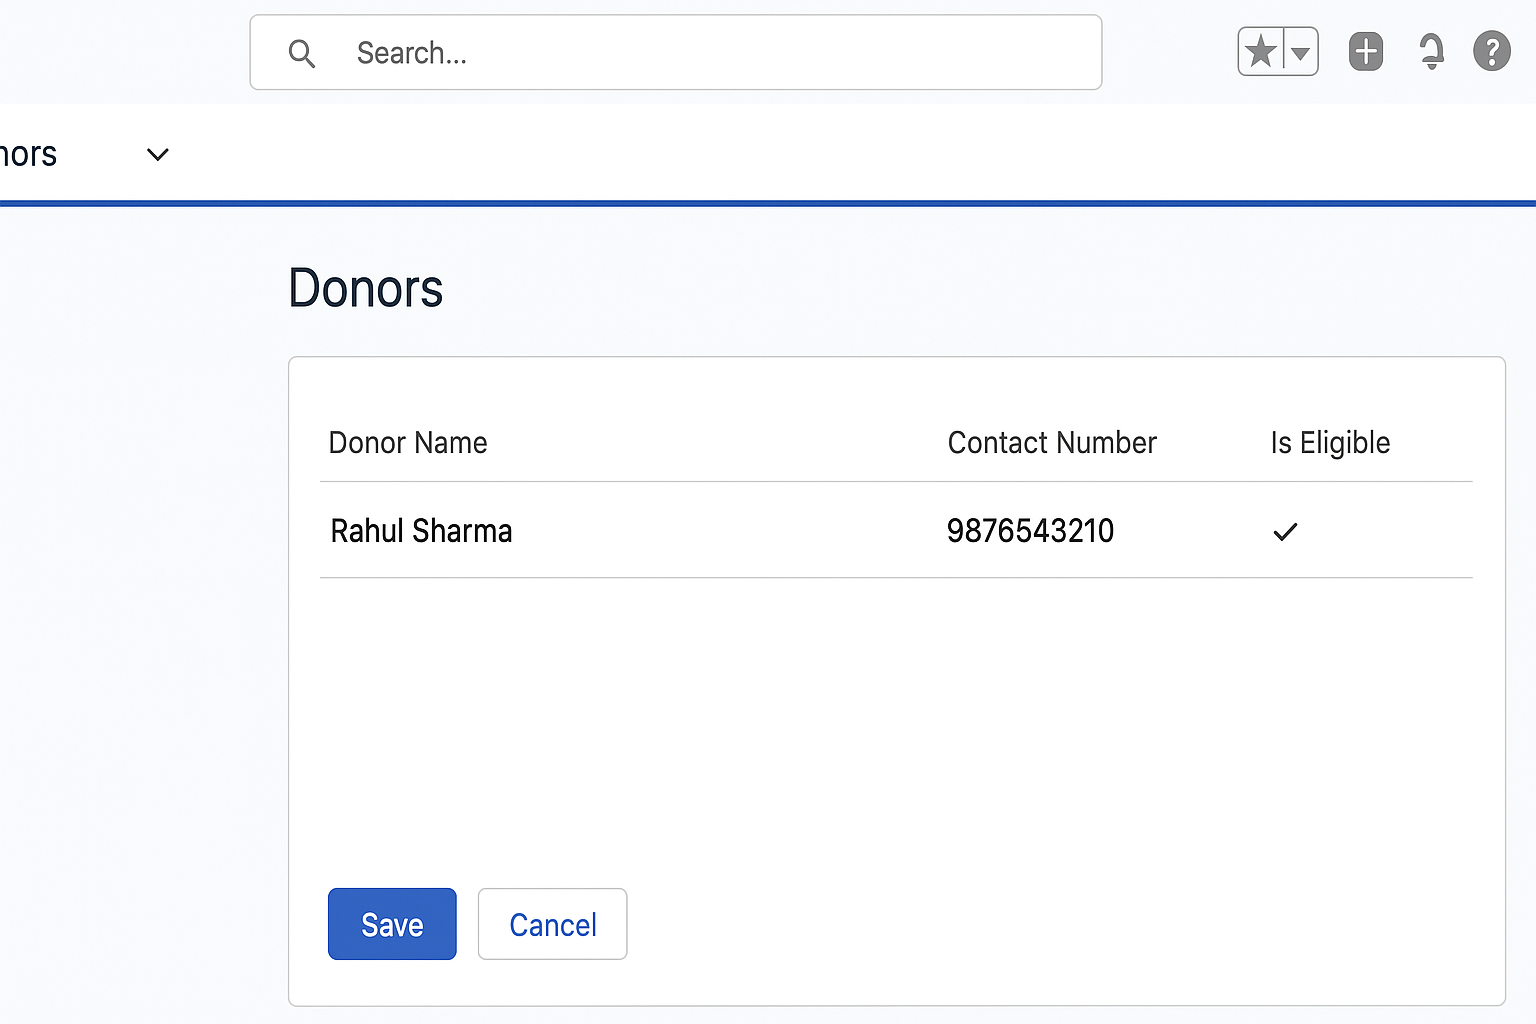 Search...
nors
Donors
Donor Name Contact Number Is Eligible
Rahul Sharma 9876543210 ✓
Save Cancel